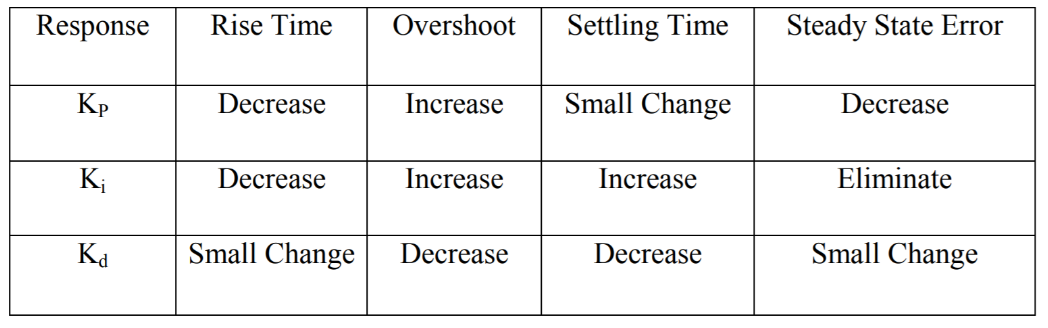 Response Rise Time Overshoot Settling Time Steady State Error
K_P Decrease Increase Small Change Decrease
K_i Decrease Increase Increase Eliminate
K_d Small Change Decrease Decrease Small Change